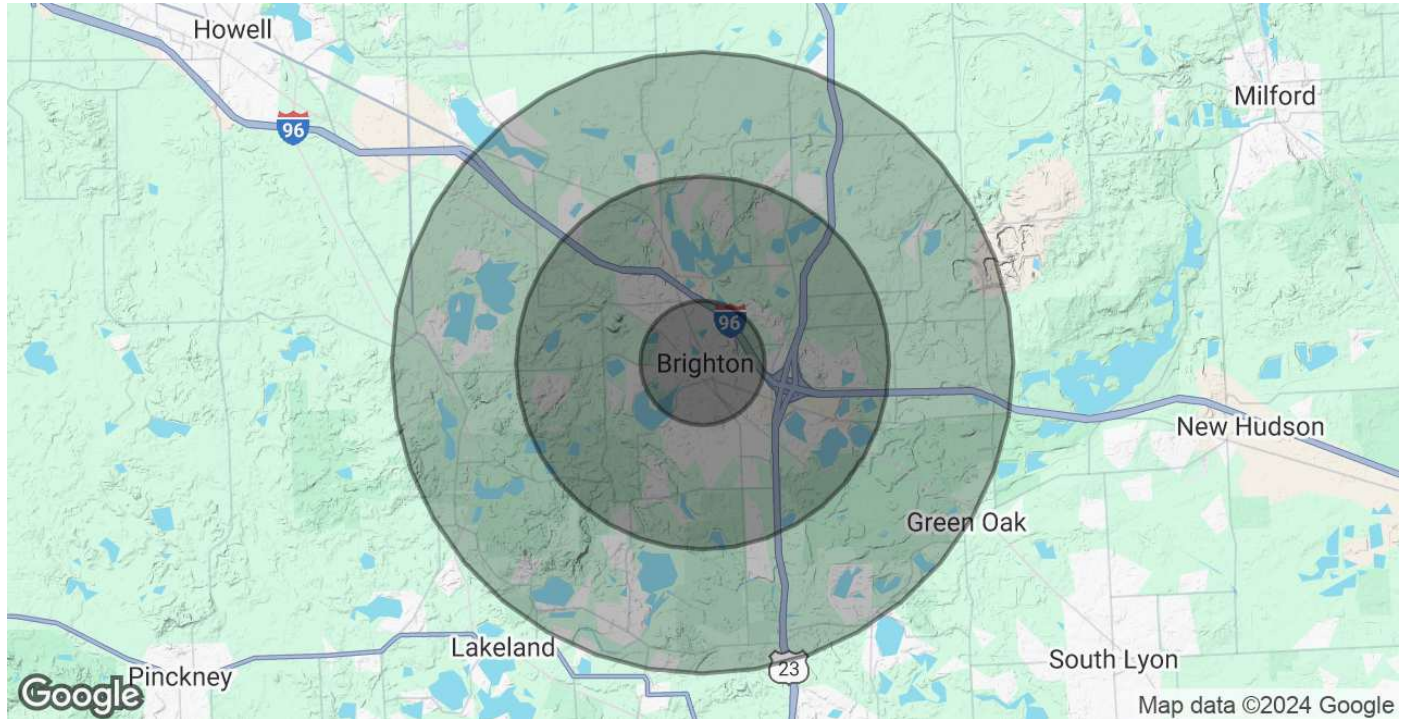 Howell
Milford
96
96
Brighton
New Hudson
Green Oak
Lakeland
South Lyon
23
Pinckney
Google
Map data ©2024 Google